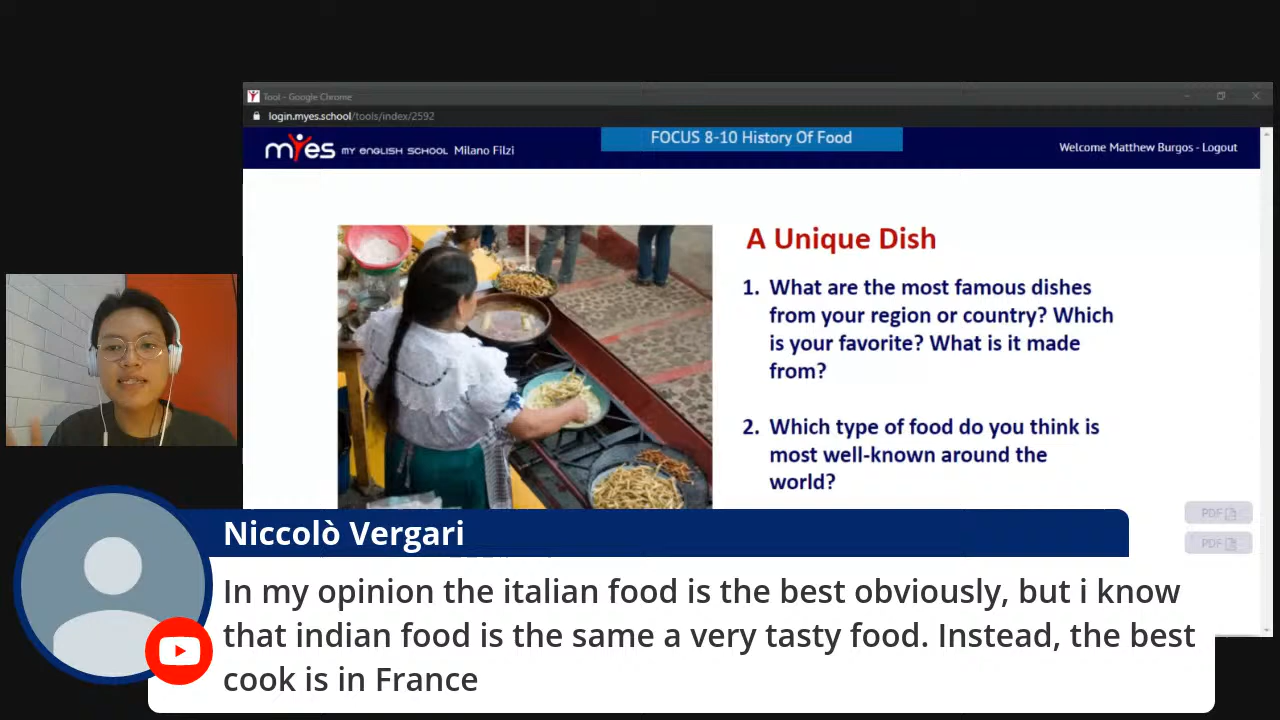 Tool - Google Chrome
login.myes.school/tools/index/2592
myes MY ENGLISH SCHOOL Milano Filzi
FOCUS 8-10 History Of Food
Welcome Matthew Burgos - Logout
A Unique Dish
1. What are the most famous dishes
from your region or country? Which
is your favorite? What is it made
from?
2. Which type of food do you think is
most well-known around the
world?
PDF
PDF
Niccolò Vergari
In my opinion the italian food is the best obviously, but i know
that indian food is the same a very tasty food. Instead, the best
cook is in France